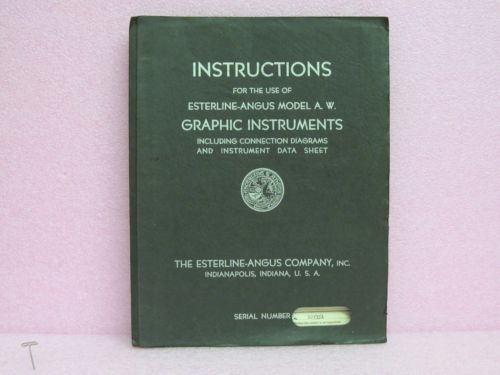 INSTRUCTIONS
FOR THE USE OF
ESTERLINE-ANGUS MODEL A. W.
GRAPHIC INSTRUMENTS
INCLUDING CONNECTION DIAGRAMS
AND INSTRUMENT DATA SHEET
THE ESTERLINE-ANGUS COMPANY, INC.
INDIANAPOLIS, INDIANA, U. S. A.
SERIAL NUMBER